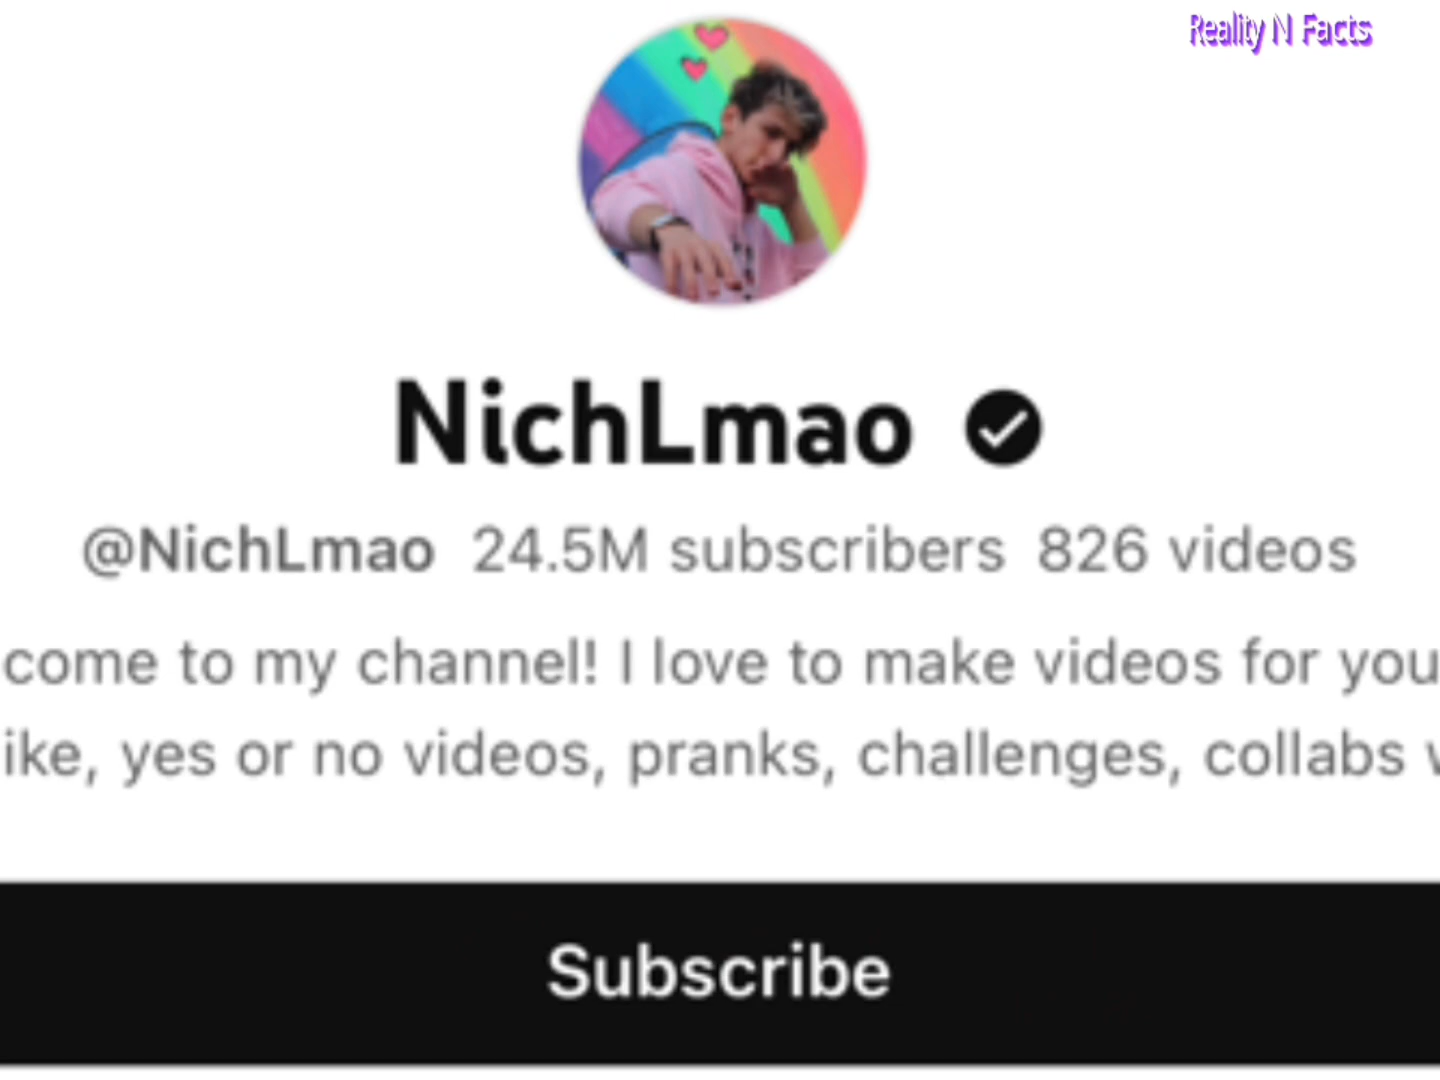 Reality N Facts
NichLmao
@NichLmao 24.5M subscribers 826 videos
come to my channel! I love to make videos for you
ike, yes or no videos, pranks, challenges, collabs
Subscribe